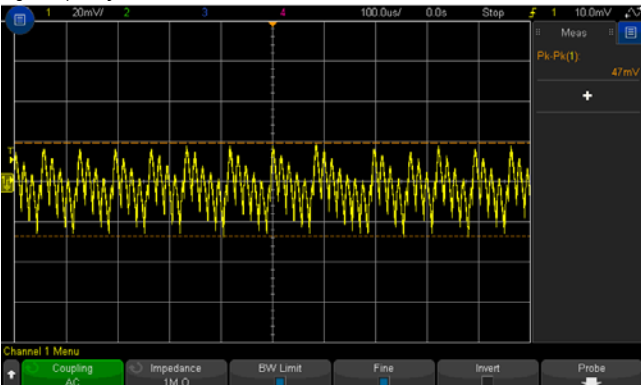 1 20mV/ 2 3 4 100.0us/ 0.0s Stop 1 10.0mV
Meas
Pk-Pk(1):
47mV
+
T
Channel 1 Menu
Coupling Impedance BW Limit Fine Invert Probe
AC 1M Ω